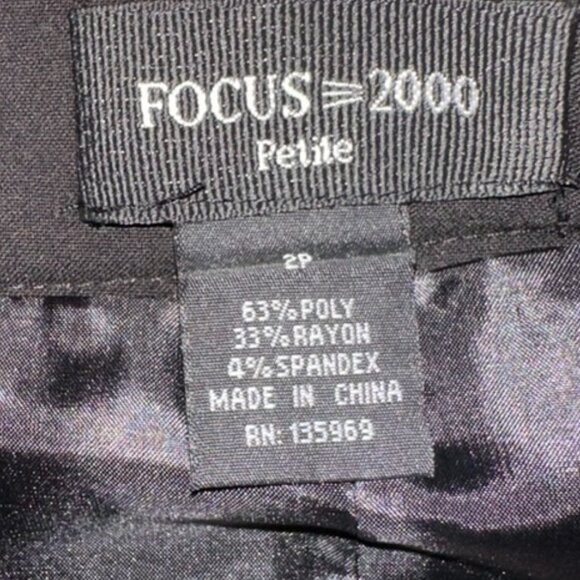 FOCUS 2000
Petite
2P
63%POLY
33%RAYON
4%SPANDEX
MADE IN CHINA
RN: 135969